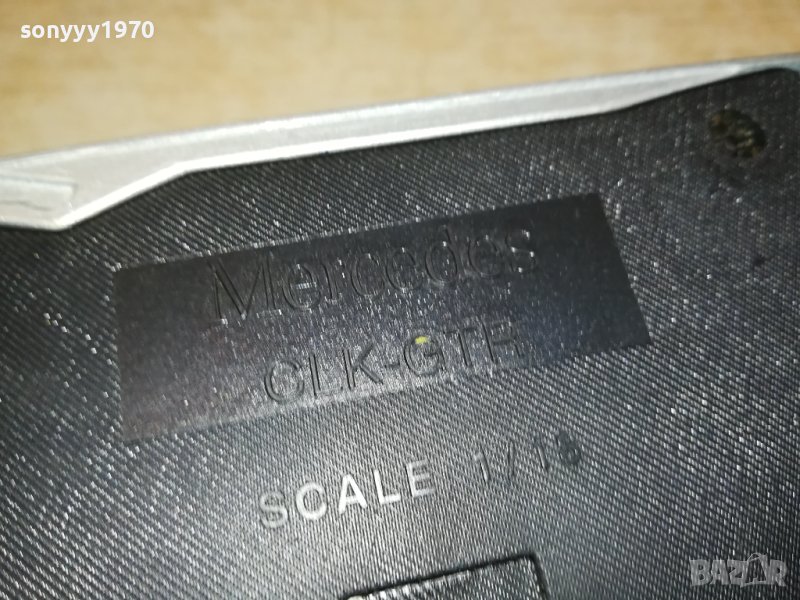 sonyyy1970
Mercedes
CLK-GTR
SCALE 1/18
BAZAR